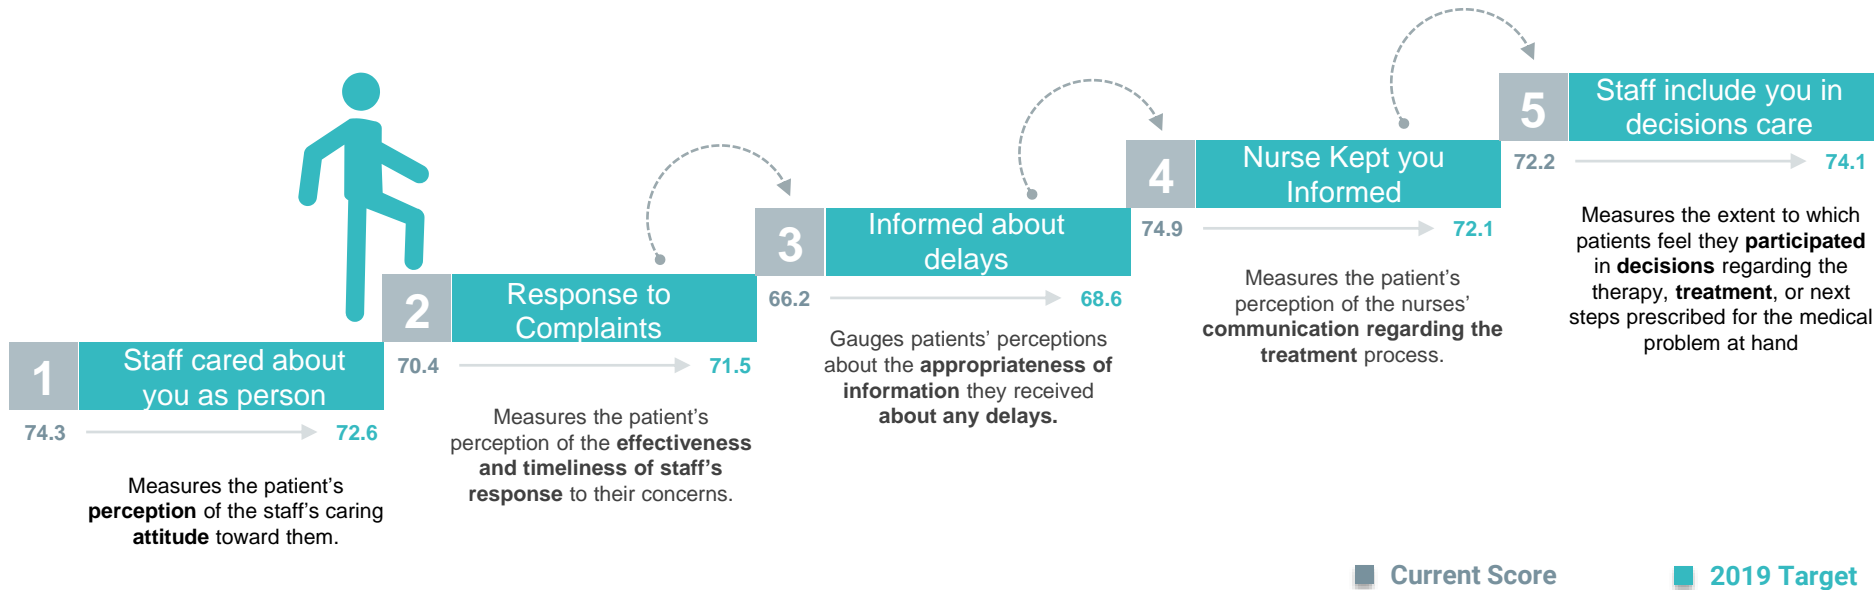 1
Staff cared about
you as person
74.3
72.6
Measures the patient's
perception of the staff's caring
attitude toward them.
2
Response to
Complaints
70.4
71.5
Measures the patient's
perception of the effectiveness
and timeliness of staff's
response to their concerns.
3
Informed about
delays
66.2
68.6
Gauges patients' perceptions
about the appropriateness of
information they received
about any delays.
4
Nurse Kept you
Informed
74.9
72.1
Measures the patient's
perception of the nurses'
communication regarding the
treatment process.
5
Staff include you in
decisions care
72.2
74.1
Measures the extent to which
patients feel they participated
in decisions regarding the
therapy, treatment, or next
steps prescribed for the medical
problem at hand
Current Score
2019 Target